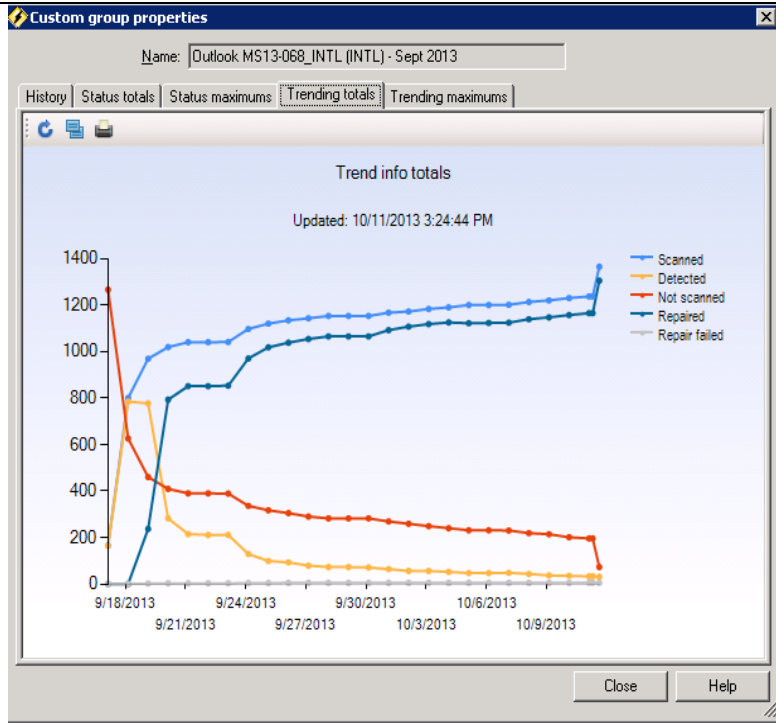 Custom group properties
Name: Outlook MS13-068_INTL (INTL) - Sept 2013
History Status totals Status maximums Trending totals Trending maximums
Trend info totals
Updated: 10/11/2013 3:24:44 PM
1400
1200
1000
800
600
400
200
0
9/18/2013 9/24/2013 9/30/2013 10/6/2013
9/21/2013 9/27/2013 10/3/2013 10/9/2013
Scanned
Detected
Not scanned
Repaired
Repair failed
Close Help